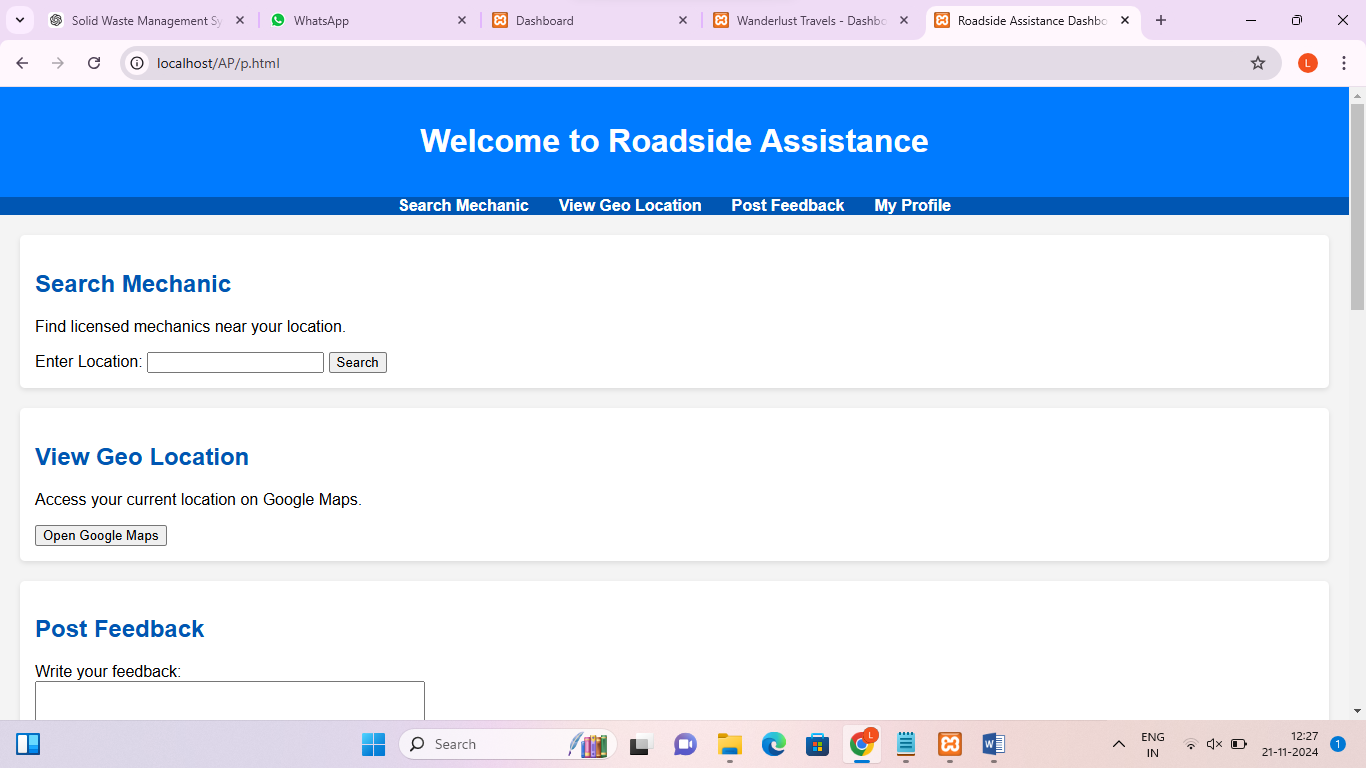 Solid Waste Management Sy
WhatsApp
Dashboard
Wanderlust Travels - Dashbo
Roadside Assistance Dashbo
localhost/AP/p.html
L
Welcome to Roadside Assistance
Search Mechanic View Geo Location Post Feedback My Profile
Search Mechanic
Find licensed mechanics near your location.
Enter Location: Search
View Geo Location
Access your current location on Google Maps.
Open Google Maps
Post Feedback
Write your feedback:
Search
L
ENG
IN
12:27
21-11-2024
1